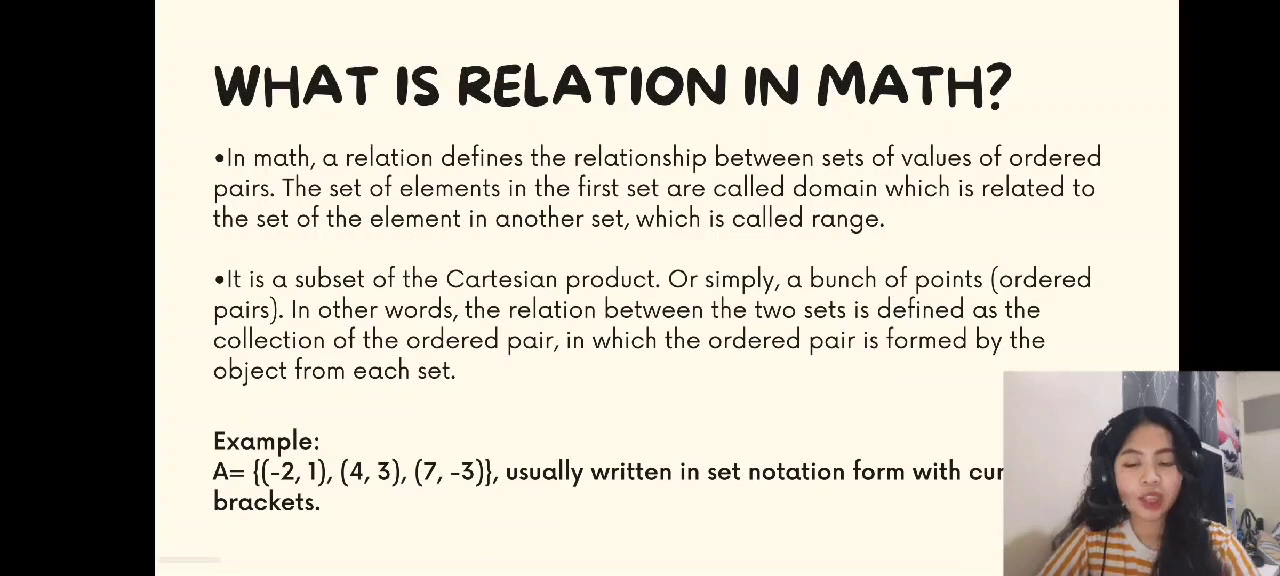 WHAT IS RELATION IN MATH?
•In math, a relation defines the relationship between sets of values of ordered
pairs. The set of elements in the first set are called domain which is related to
the set of the element in another set, which is called range.
•It is a subset of the Cartesian product. Or simply, a bunch of points (ordered
pairs). In other words, the relation between the two sets is defined as the
collection of the ordered pair, in which the ordered pair is formed by the
object from each set.
Example:
A= {(-2, 1), (4, 3), (7, -3)}, usually written in set notation form with
brackets.